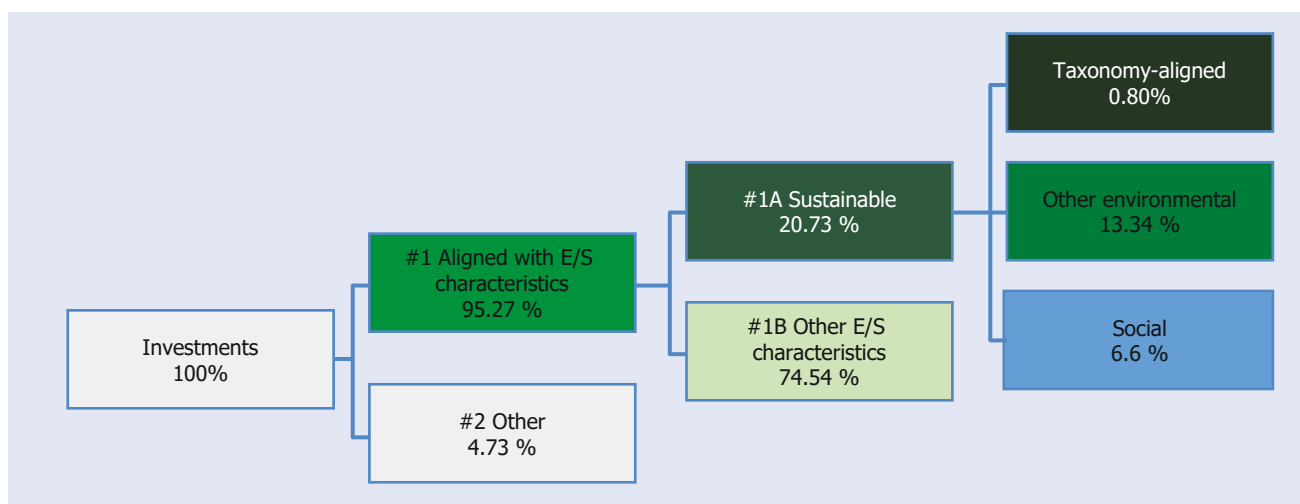 Investments
100%
#1 Aligned with E/S
characteristics
95.27 %
#2 Other
4.73 %
#1A Sustainable
20.73 %
#1B Other E/S
characteristics
74.54 %
Taxonomy-aligned
0.80%
Other environmental
13.34 %
Social
6.6 %